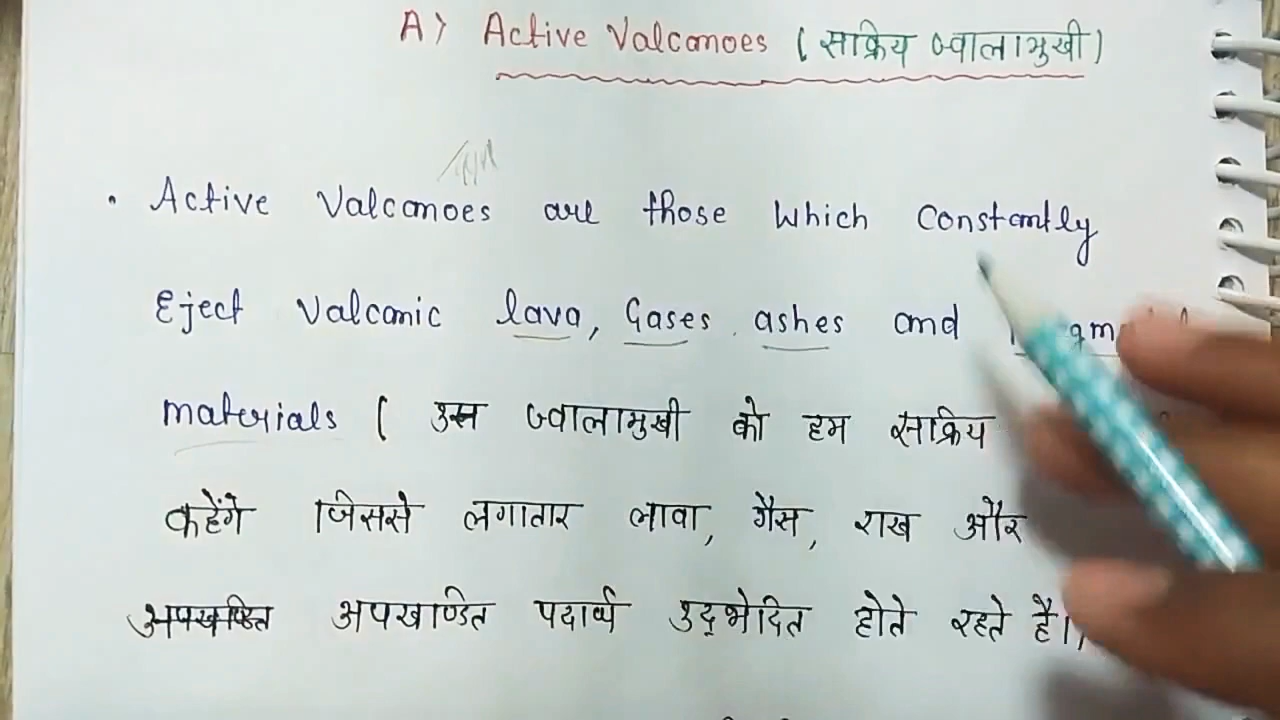 A) Active Valcanoes (सक्रिय ज्वालामुखी)
. Active Valcanoes are those which Constantly
Eject Valcanic lava, Gases ashes and
materials ( उस ज्वालामुखी को हम सक्रिय
कहेंगे जिससे लगातार लावा, गैस, राख और
अपखण्डित अपखण्डित पदार्थ उद्भेदित होते रहते है।)